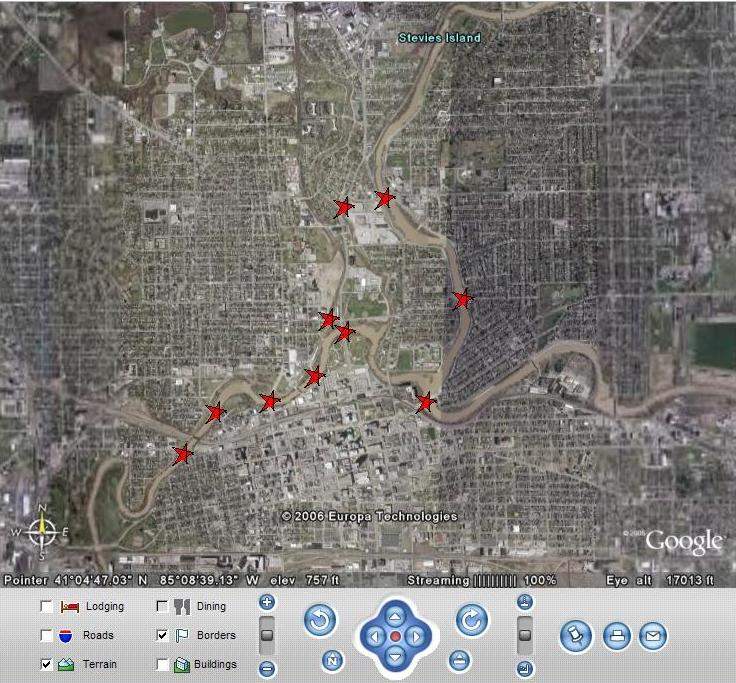 Stevies Island
N
W E
S
© 2006 Europa Technologies
©2005 Google
Pointer 41°04'47.03" N 85°08'39.13" W elev 757 ft Streaming |||||||||| 100% Eye alt 17013 ft
Lodging Dining
Roads Borders
N
Terrain Buildings